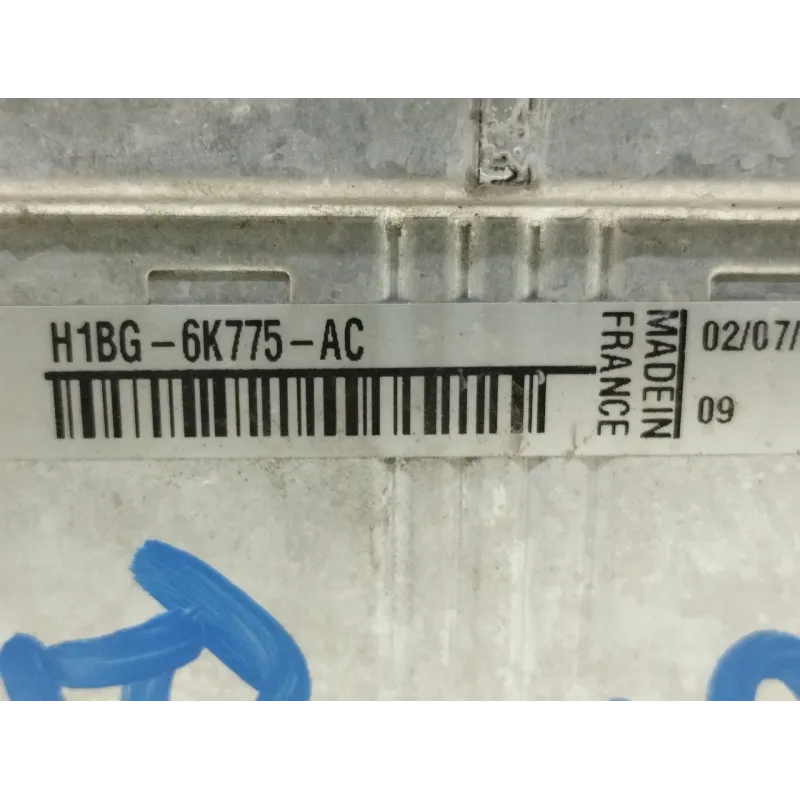 H1BG-6K775-AC
MADE IN
FRANCE
02/07/
09